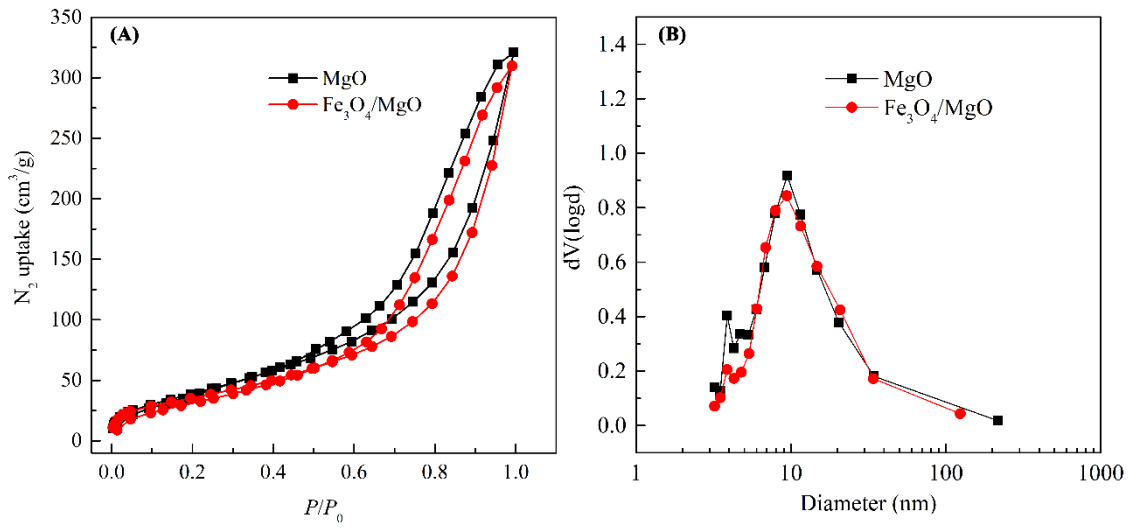 (A)
MgO
Fe₃O₄/MgO
350
300
250
200
150
100
50
0
N₂ uptake (cm³/g)
0.0 0.2 0.4 0.6 0.8 1.0
P/P₀
(B)
MgO
Fe₃O₄/MgO
1.4
1.2
1.0
0.8
0.6
0.4
0.2
0.0
dV(logd)
1 10 100 1000
Diameter (nm)